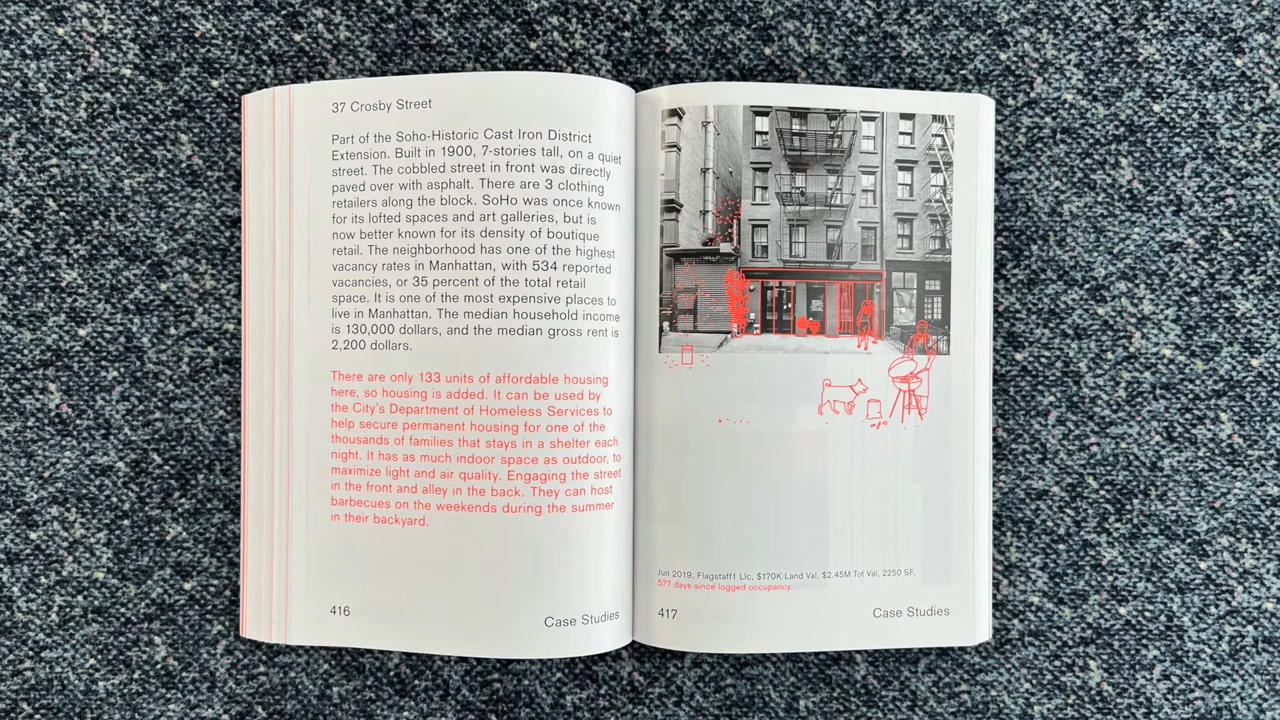 37 Crosby Street
Part of the Soho-Historic Cast Iron District
Extension. Built in 1900, 7-stories tall, on a quiet
street. The cobbled street in front was directly
paved over with asphalt. There are 3 clothing
retailers along the block. SoHo was once known
for its lofted spaces and art galleries, but is
now better known for its density of boutique
retail. The neighborhood has one of the highest
vacancy rates in Manhattan, with 534 reported
vacancies, or 35 percent of the total retail
space. It is one of the most expensive places to
live in Manhattan. The median household income
is 130,000 dollars, and the median gross rent is
2,200 dollars.
There are only 133 units of affordable housing
here, so housing is added. It can be used by
the City's Department of Homeless Services to
help secure permanent housing for one of the
thousands of families that stays in a shelter each
night. It has as much indoor space as outdoor, to
maximize light and air quality. Engaging the street
in the front and alley in the back. They can host
barbecues on the weekends during the summer
in their backyard.
416
Case Studies
Jun 2019, Flagstaff1 Llc, $170K Land Val, $2.45M Tot Val, 2250 SF.
577 days since logged occupancy.
417
Case Studies